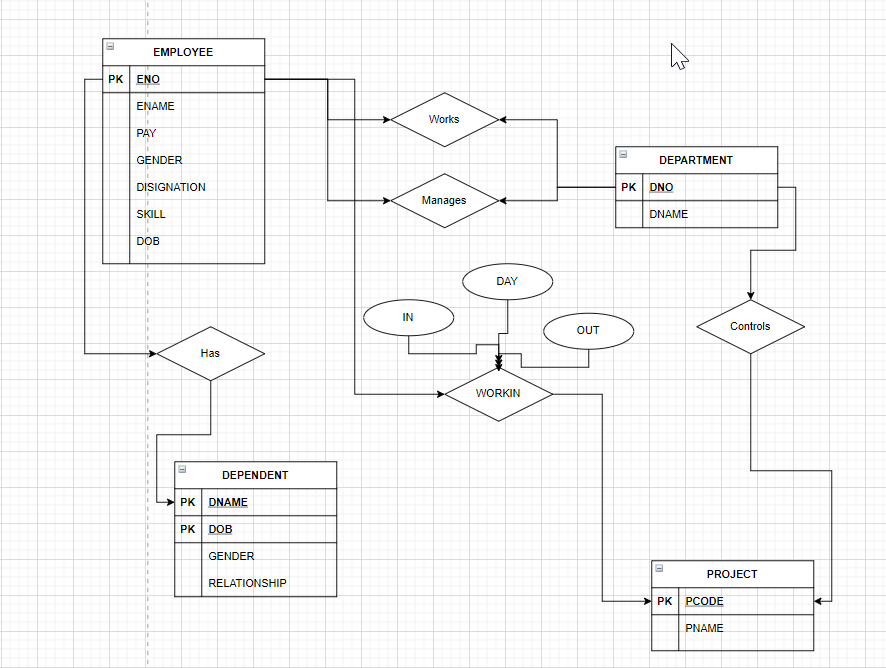 EMPLOYEE
PK ENO
ENAME
PAY
GENDER
DISIGNATION
SKILL
DOB
Works
Manages
DEPARTMENT
PK DNO
DNAME
DAY
IN
OUT
Controls
Has
WORKIN
DEPENDENT
PK DNAME
PK DOB
GENDER
RELATIONSHIP
PROJECT
PK PCODE
PNAME